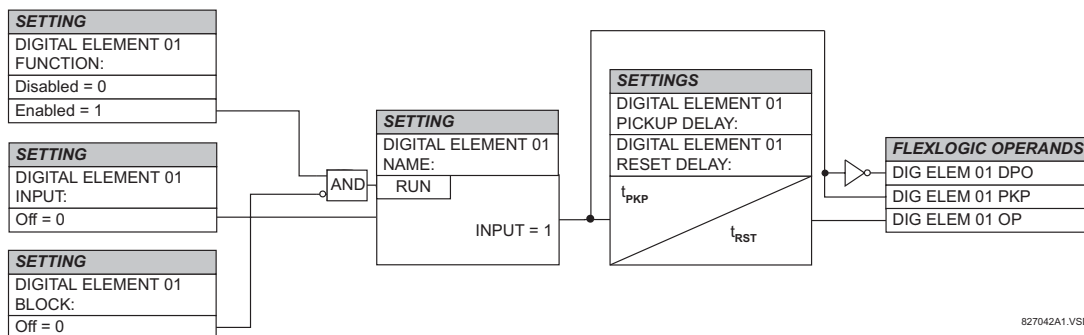 SETTING
DIGITAL ELEMENT 01
FUNCTION:
Disabled = 0
Enabled = 1
SETTING
DIGITAL ELEMENT 01
INPUT:
Off = 0
SETTING
DIGITAL ELEMENT 01
BLOCK:
Off = 0
AND
SETTING
DIGITAL ELEMENT 01
NAME:
RUN
INPUT = 1
SETTINGS
DIGITAL ELEMENT 01
PICKUP DELAY:
DIGITAL ELEMENT 01
RESET DELAY:
tPKP
tRST
FLEXLOGIC OPERANDS
DIG ELEM 01 DPO
DIG ELEM 01 PKP
DIG ELEM 01 OP